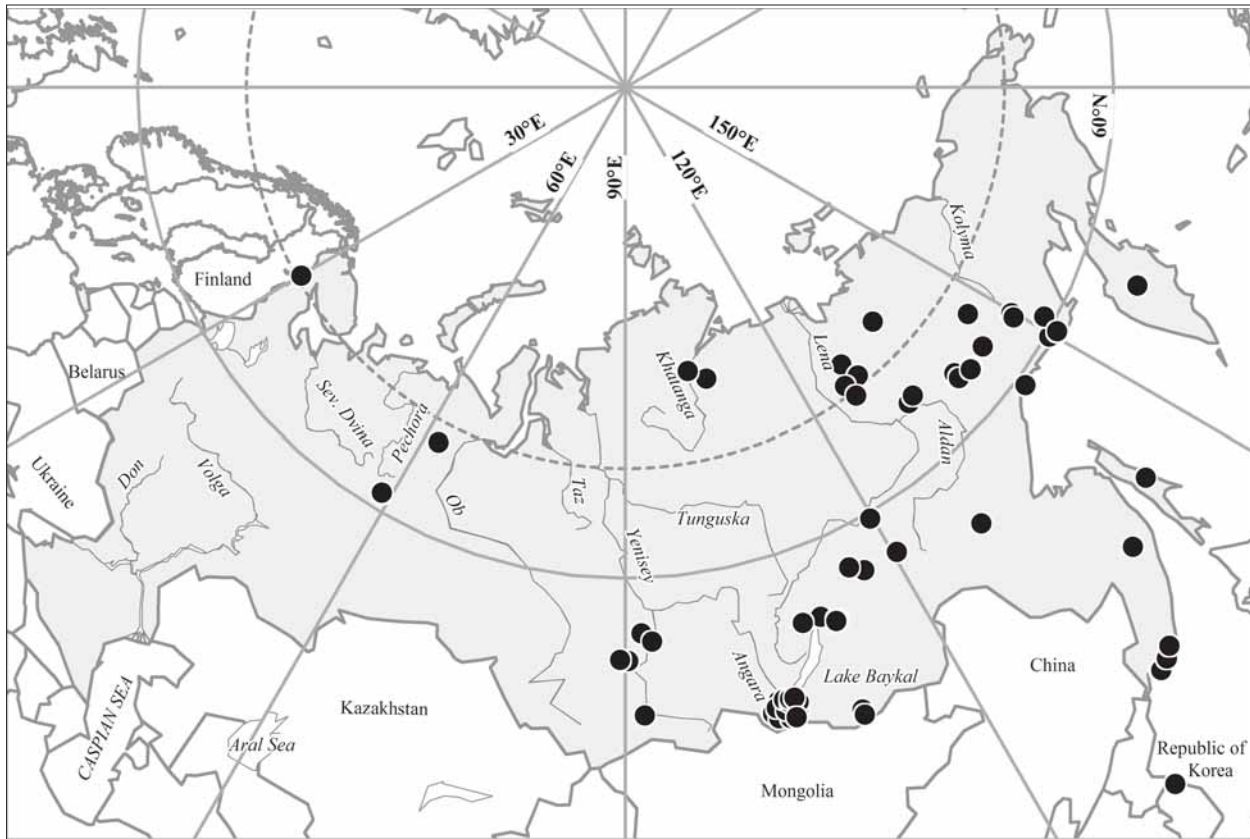 30°E
60°E
90°E
120°E
150°E
60°N
Kolyma
Finland
Lena
Khatanga
Belarus
Sev. Dvina
Pechora
Aldan
Ukraine
Don
Volga
Ob
Taz
Tunguska
Yenisey
Angara
Lake Baykal
China
CASPIAN SEA
Kazakhstan
Aral Sea
Mongolia
Republic of
Korea